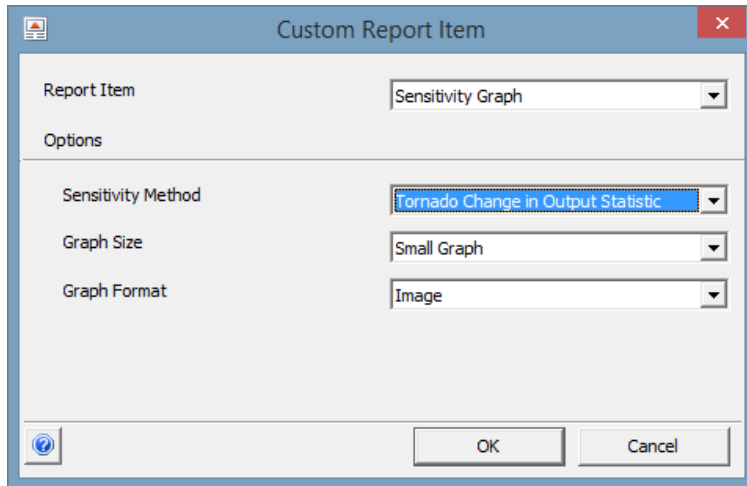 Custom Report Item
Report Item
Sensitivity Graph
Options
Sensitivity Method
Tornado Change in Output Statistic
Graph Size
Small Graph
Graph Format
Image
OK
Cancel